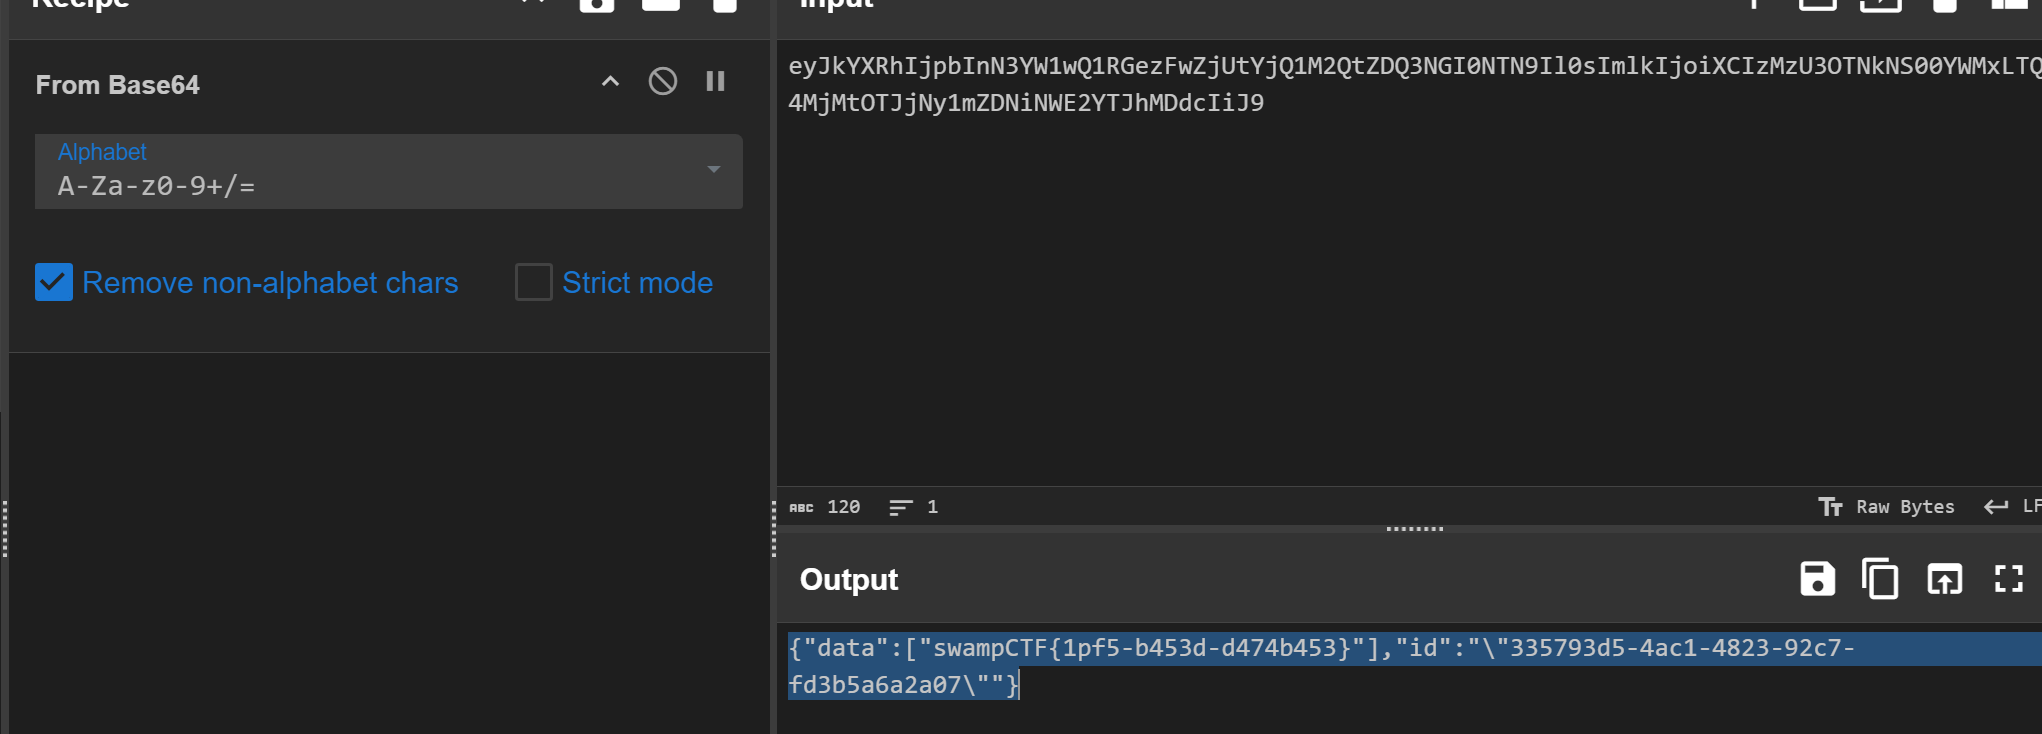 Recipe
Input
From Base64
Alphabet
A-Za-z0-9+/=
Remove non-alphabet chars
Strict mode
eyJkYXRhIjpbInN3YW1wQ1RGezFwZjUtYjQ1M2QtZDQ3NGI0NTN9Il0sImlkIjoiXCIzMzU3OTNkNS00YWMxLTQ
4MjMtOTJjNy1mZDNiNWE2YTJhMDdcIiJ9
ABC 120 1
Raw Bytes LF
Output
{"data":["swampCTF{1pf5-b453d-d474b453}"],"id":"\"335793d5-4ac1-4823-92c7-
fd3b5a6a2a07\""}